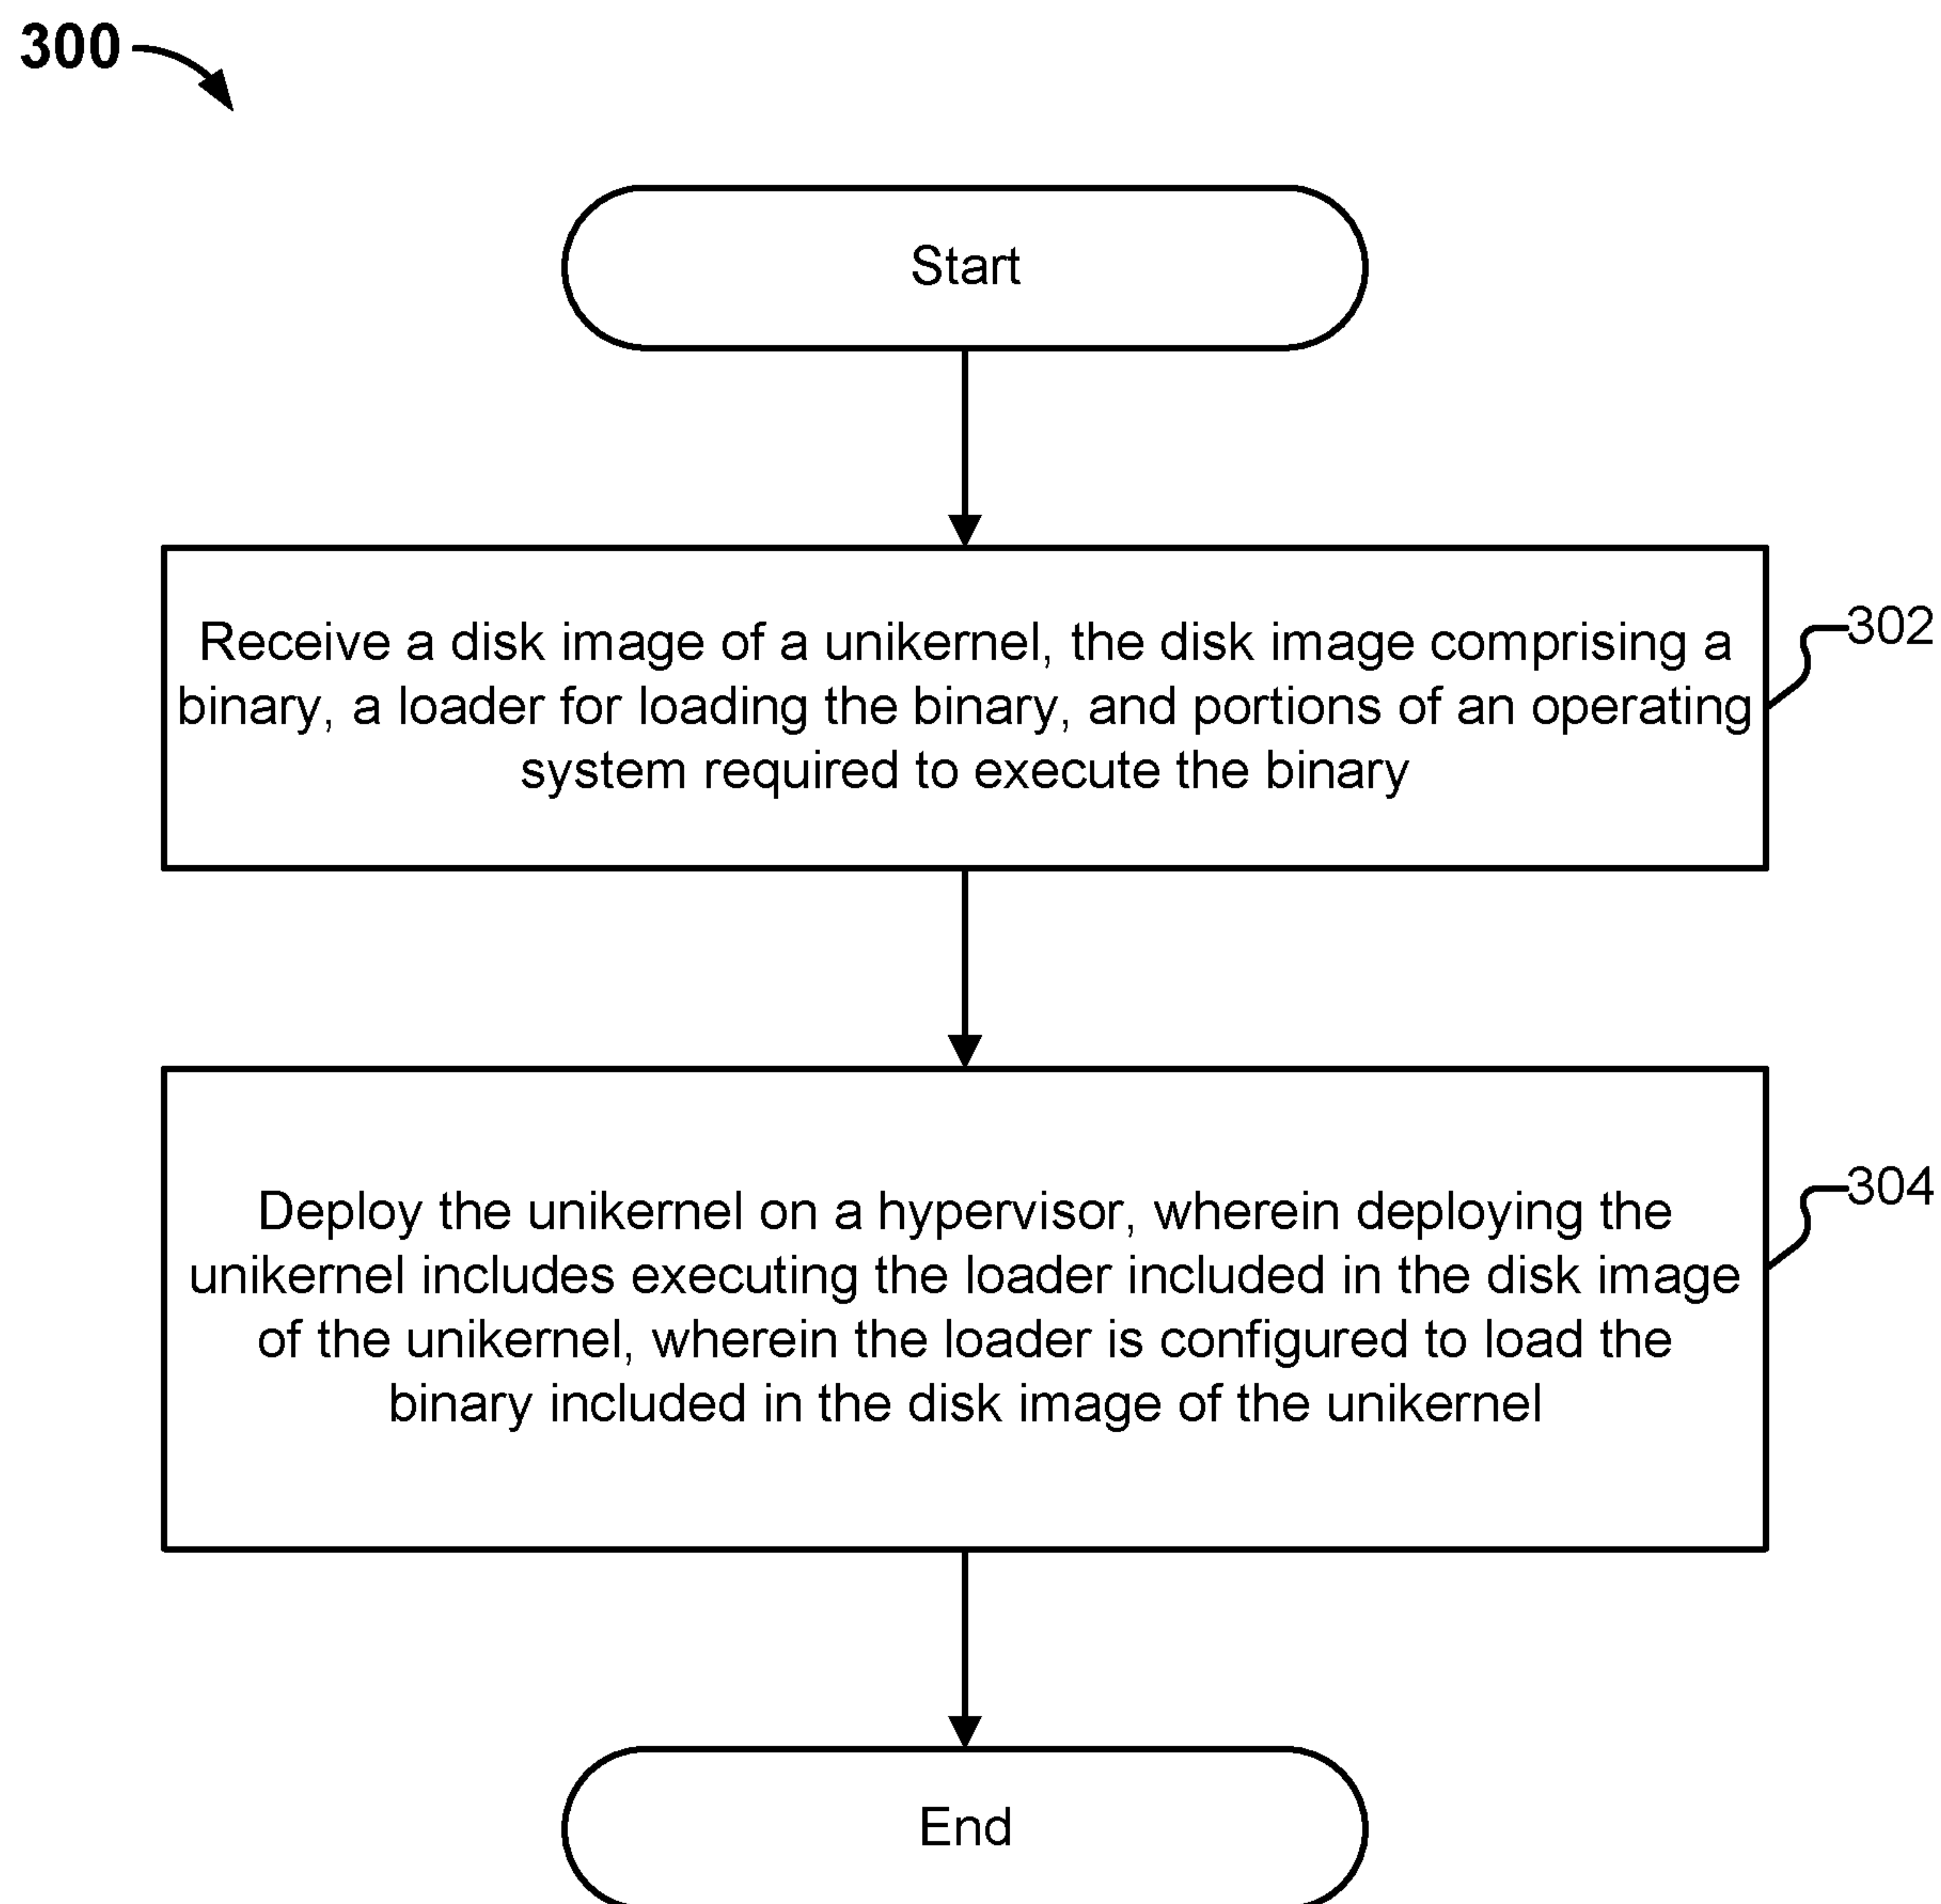 300
Start
Receive a disk image of a unikernel, the disk image comprising a
binary, a loader for loading the binary, and portions of an operating
system required to execute the binary
302
Deploy the unikernel on a hypervisor, wherein deploying the
unikernel includes executing the loader included in the disk image
of the unikernel, wherein the loader is configured to load the
binary included in the disk image of the unikernel
304
End